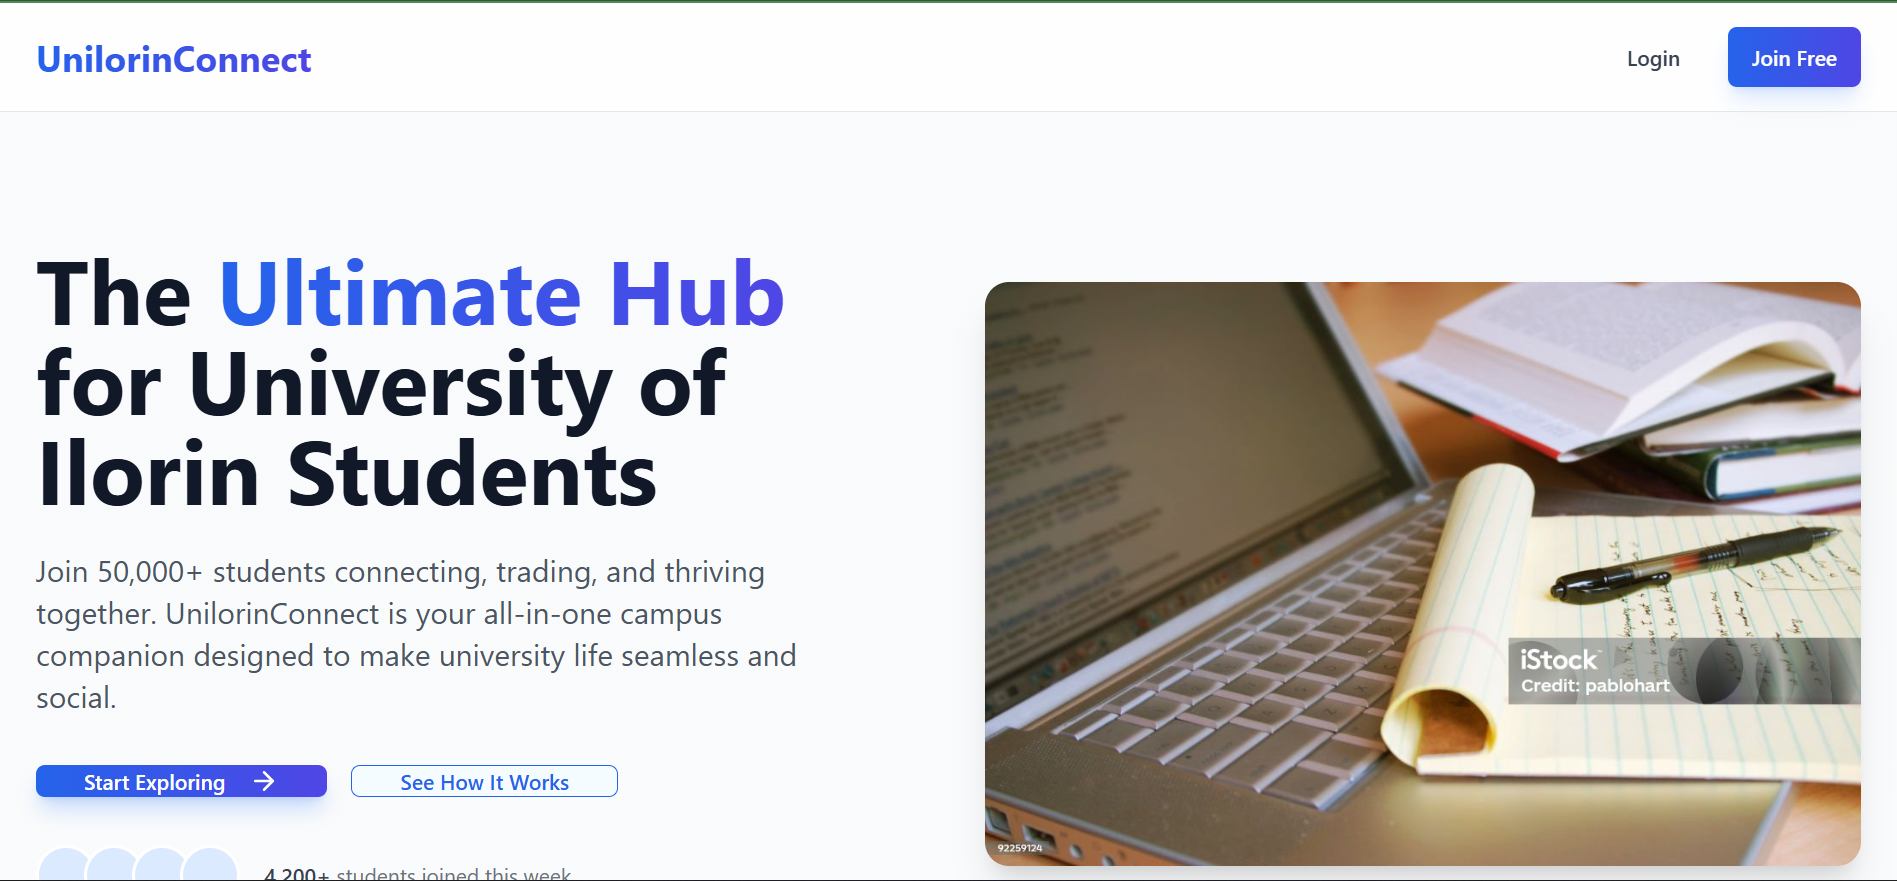 UnilorinConnect
Login
Join Free
The Ultimate Hub
for University of
Ilorin Students
Join 50,000+ students connecting, trading, and thriving
together. UnilorinConnect is your all-in-one campus
companion designed to make university life seamless and
social.
Start Exploring
See How It Works
4,200+ students joined this week
iStock
Credit: pablohart
92259124